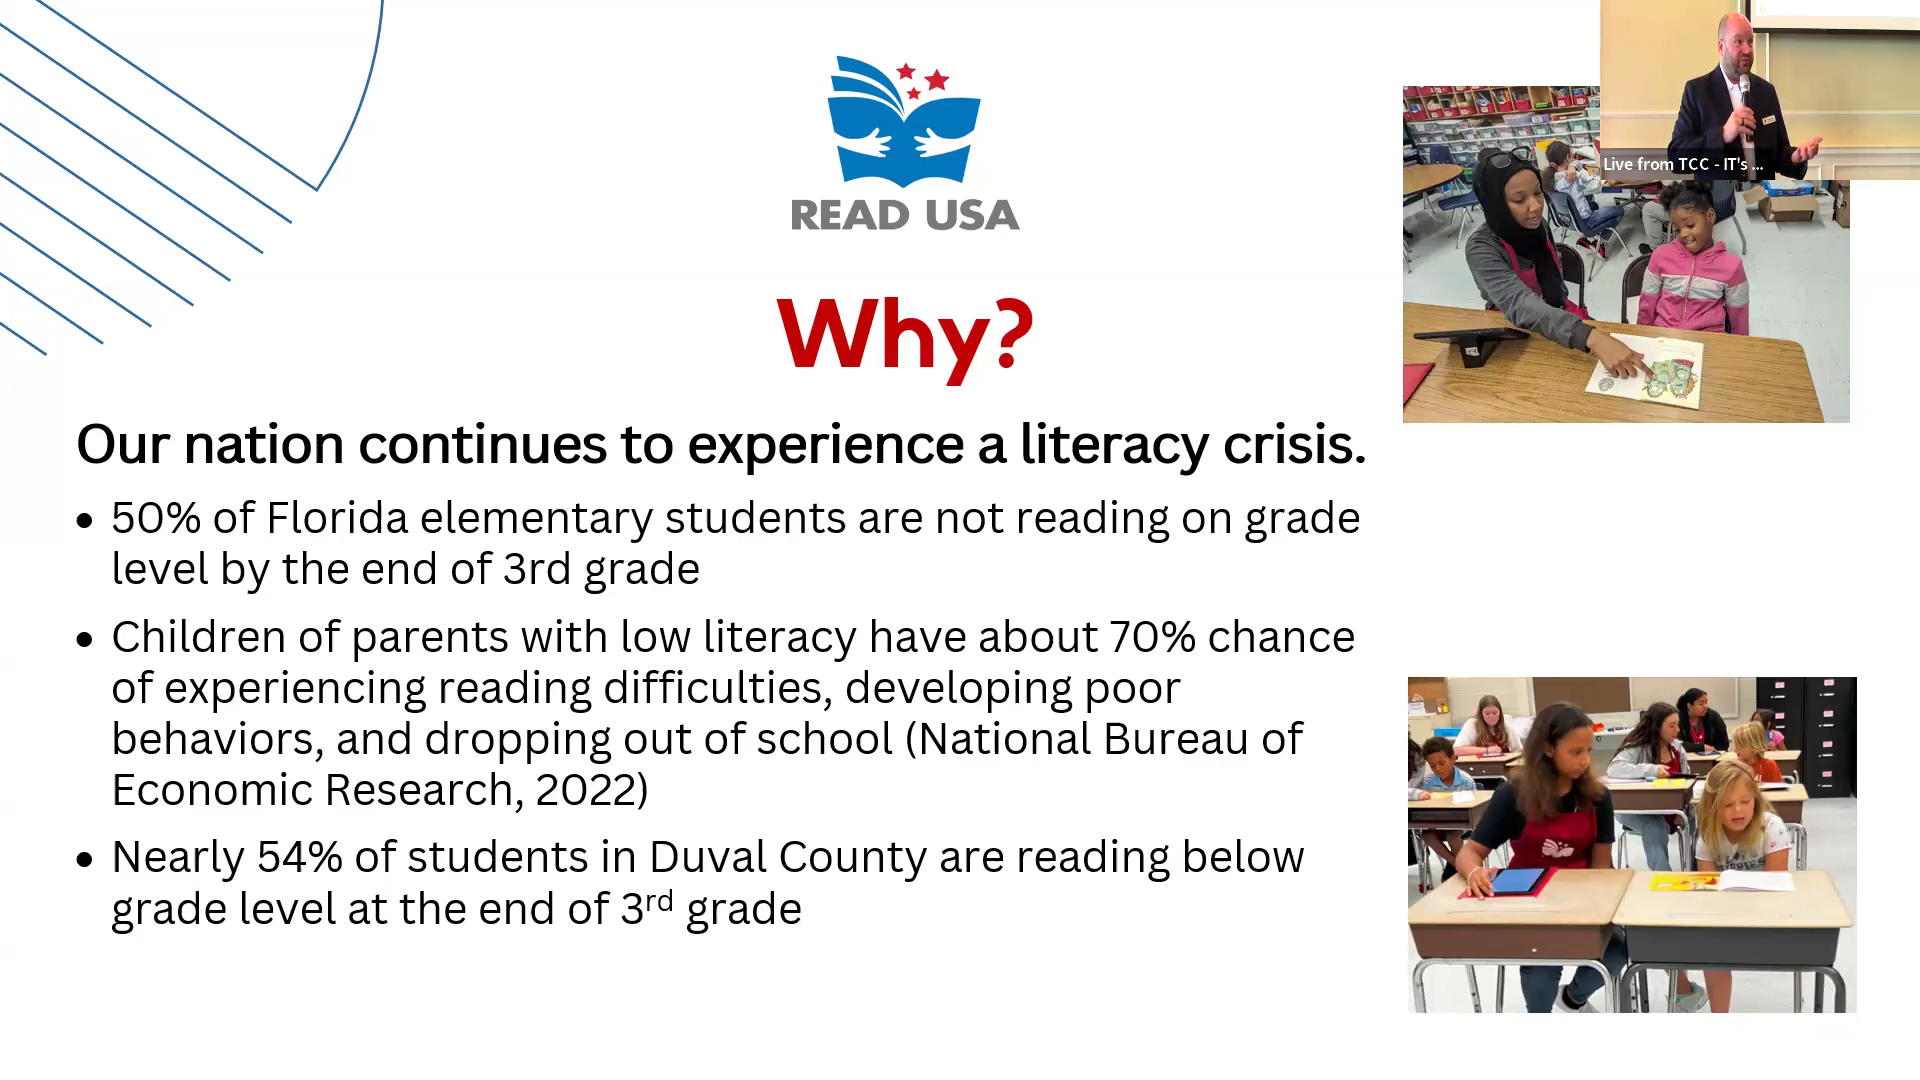 READ USA
Live from TCC - IT's ...
Why?
Our nation continues to experience a literacy crisis.
• 50% of Florida elementary students are not reading on grade
level by the end of 3rd grade
• Children of parents with low literacy have about 70% chance
of experiencing reading difficulties, developing poor
behaviors, and dropping out of school (National Bureau of
Economic Research, 2022)
• Nearly 54% of students in Duval County are reading below
grade level at the end of 3rd grade